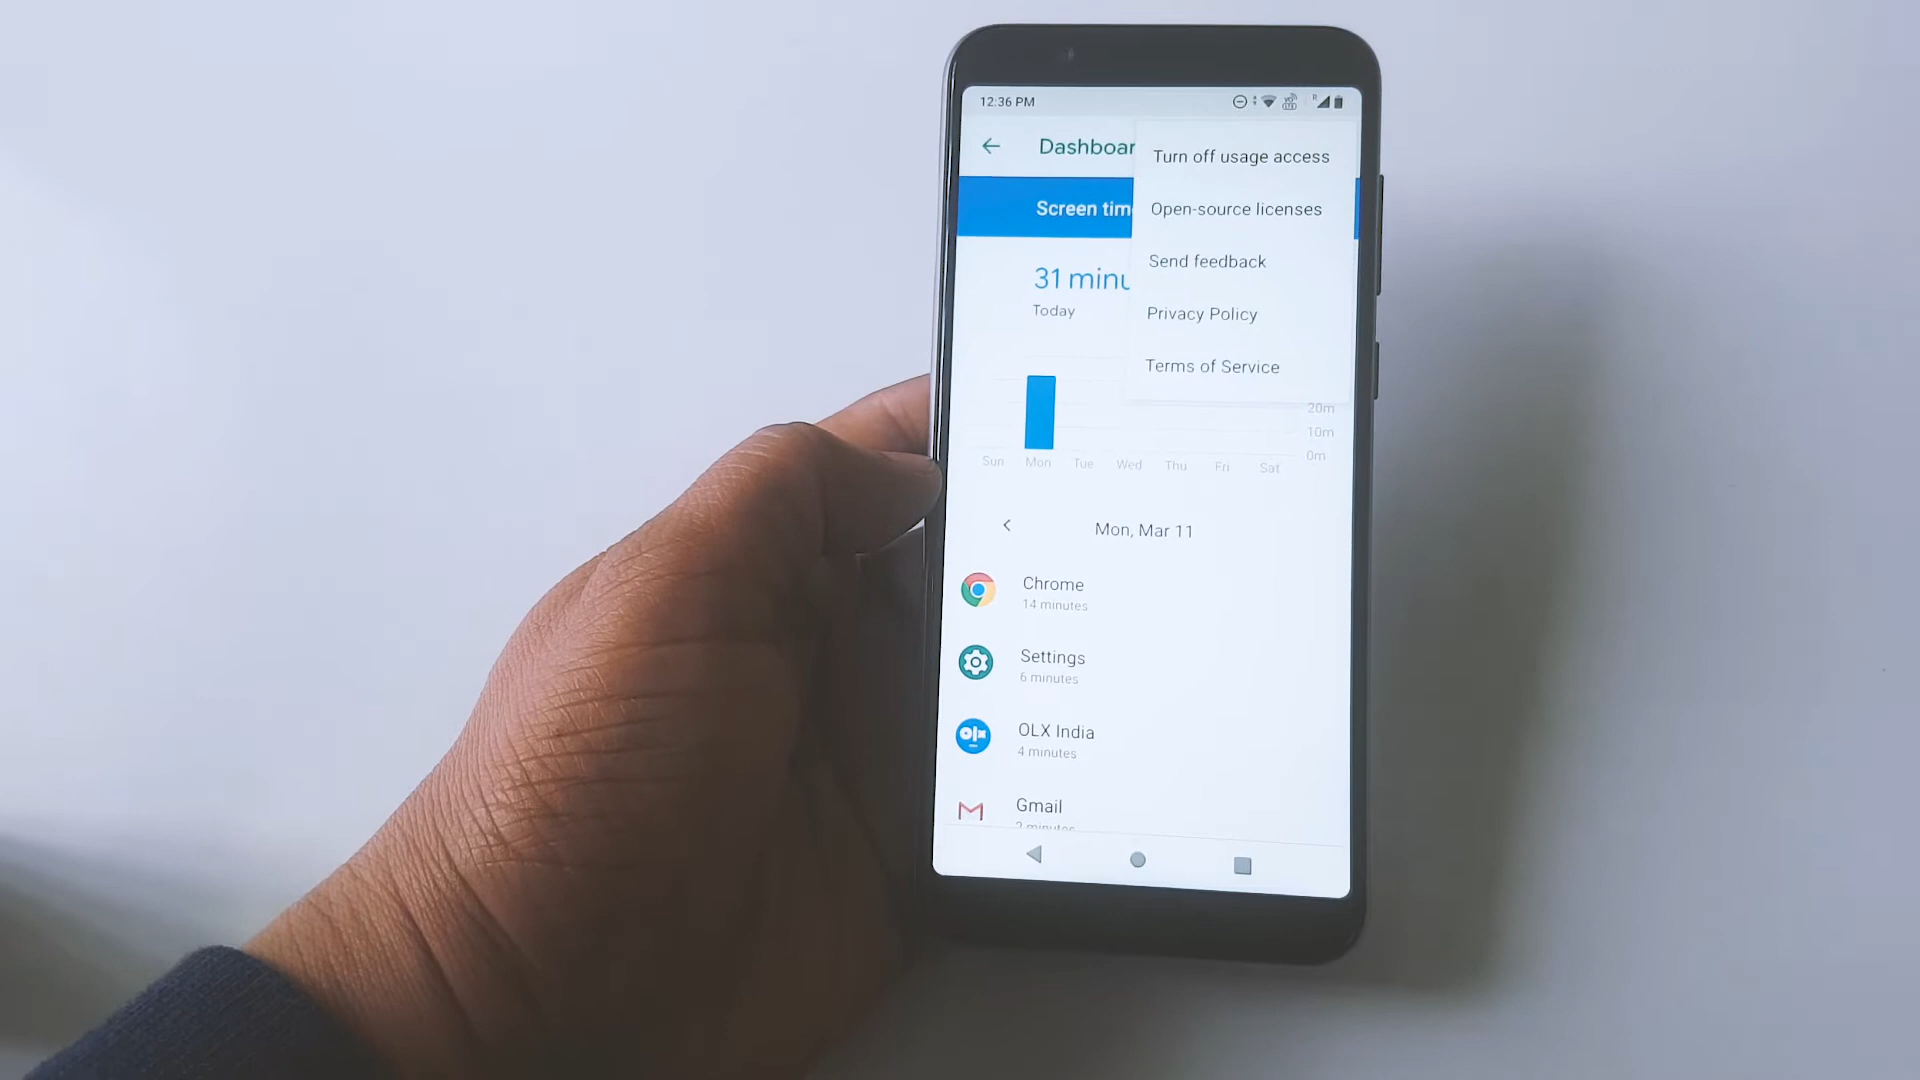 12:36 PM
Dashboar
Turn off usage access
Screen tim
Open-source licenses
Send feedback
31 minu
Today
Privacy Policy
Terms of Service
20m
10m
0m
Sun Mon Tue Wed Thu Fri Sat
Mon, Mar 11
Chrome
14 minutes
Settings
6 minutes
olx
OLX India
4 minutes
Gmail
2 minutes